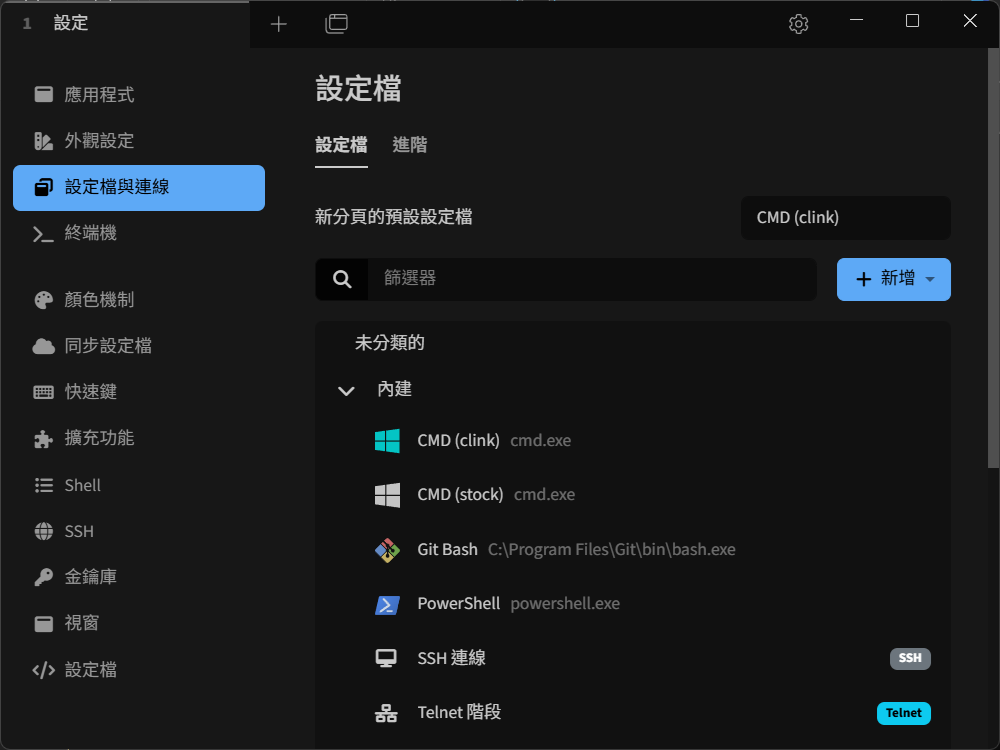 1 設定
應用程式
外觀設定
設定檔與連線
終端機
顏色機制
同步設定檔
快速鍵
擴充功能
Shell
SSH
金鑰庫
視窗
設定檔
設定檔
設定檔 進階
新分頁的預設設定檔 CMD (clink)
篩選器 新增
未分類的
內建
CMD (clink) cmd.exe
CMD (stock) cmd.exe
Git Bash C:\Program Files\Git\bin\bash.exe
PowerShell powershell.exe
SSH 連線 SSH
Telnet 階段 Telnet